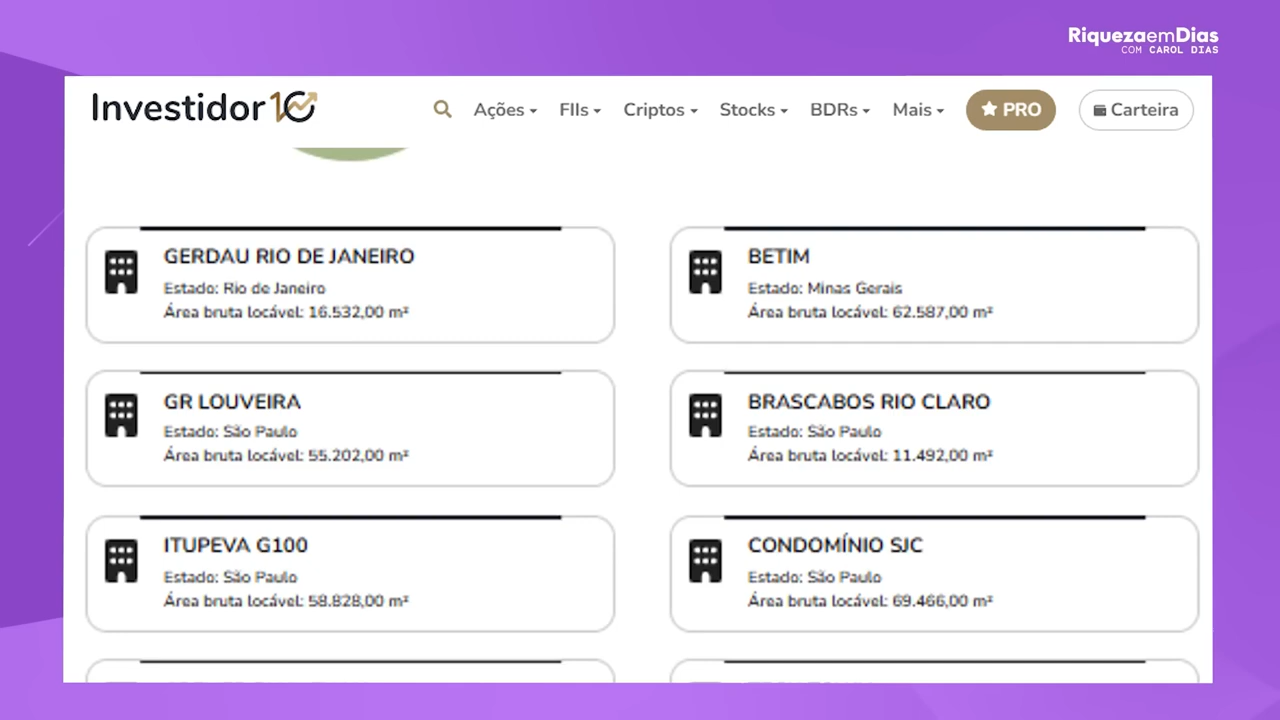 RiquezaemDias
COM CAROL DIAS
Investidor10
Ações
FIIs
Criptos
Stocks
BDRs
Mais
PRO
Carteira
GERDAU RIO DE JANEIRO
Estado: Rio de Janeiro
Área bruta locável: 16.532,00 m²
BETIM
Estado: Minas Gerais
Área bruta locável: 62.587,00 m²
GR LOUVEIRA
Estado: São Paulo
Área bruta locável: 55.202,00 m²
BRASCABOS RIO CLARO
Estado: São Paulo
Área bruta locável: 11.492,00 m²
ITUPEVA G100
Estado: São Paulo
Área bruta locável: 58.828,00 m²
CONDOMÍNIO SJC
Estado: São Paulo
Área bruta locável: 69.466,00 m²